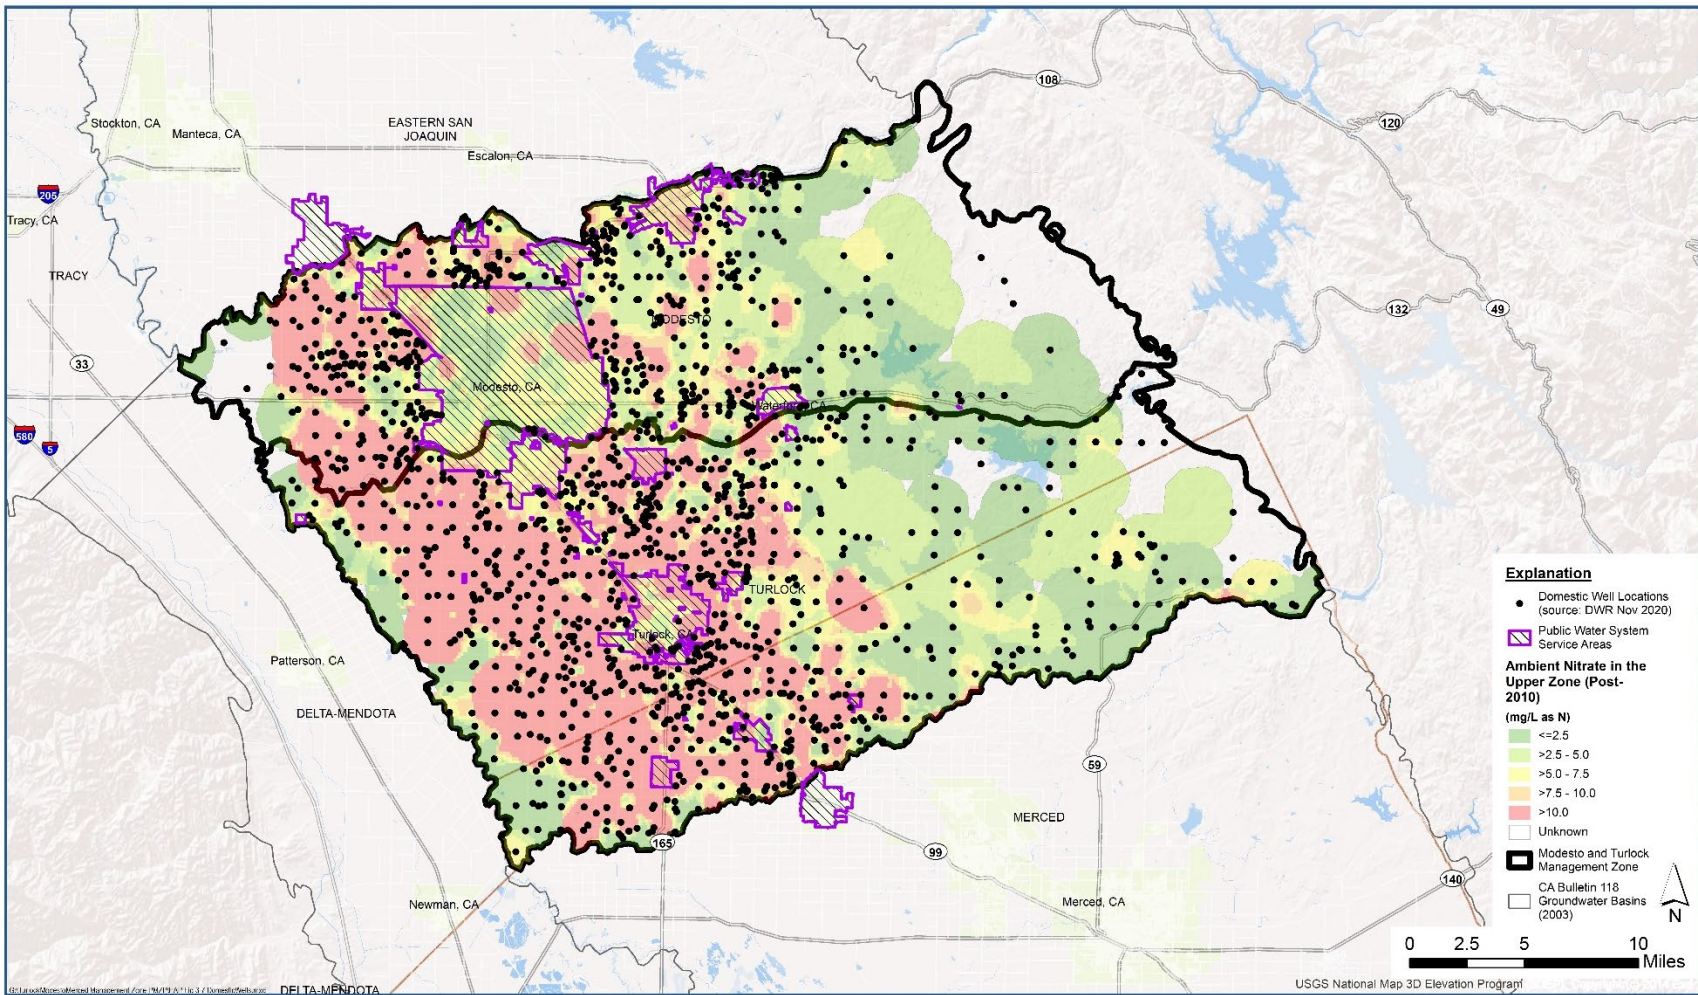 108
120
Stockton, CA
Manteca, CA
EASTERN SAN
JOAQUIN
Escalon, CA
205
Tracy, CA
TRACY
132
49
MODESTO
33
Modesto, CA
Waterford, CA
580
5
TURLOCK
Turlock, CA
Patterson, CA
DELTA-MENDOTA
59
MERCED
165
99
140
Newman, CA
Merced, CA
DELTA-MENDOTA
Explanation
Domestic Well Locations
(source: DWR Nov 2020)
Public Water System
Service Areas
Ambient Nitrate in the
Upper Zone (Post-
2010)
(mg/L as N)
<=2.5
>2.5 - 5.0
>5.0 - 7.5
>7.5 - 10.0
>10.0
Unknown
Modesto and Turlock
Management Zone
CA Bulletin 118
Groundwater Basins
(2003)
N
0 2.5 5 10
Miles
USGS National Map 3D Elevation Program